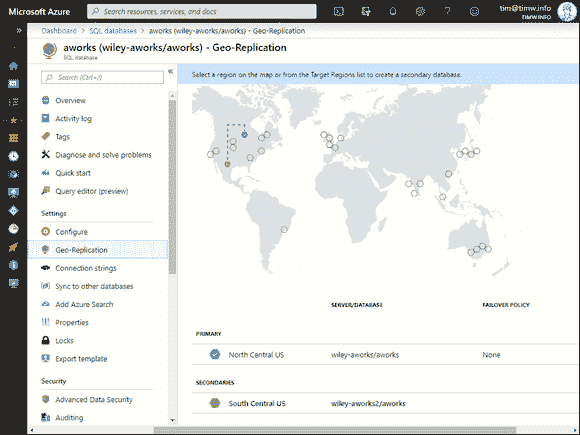 Microsoft Azure
Search resources, services, and docs
tim@timw.info
TIMW.INFO
Dashboard > SQL databases > aworks (wiley-aworks/aworks) - Geo-Replication
aworks (wiley-aworks/aworks) - Geo-Replication
SQL database
Search (Ctrl+/)
Overview
Activity log
Tags
Diagnose and solve problems
Quick start
Query editor (preview)
Settings
Configure
Geo-Replication
Connection strings
Sync to other databases
Add Azure Search
Properties
Locks
Export template
Security
Advanced Data Security
Auditing
Select a region on the map or from the Target Regions list to create a secondary database.
SERVER/DATABASE FAILOVER POLICY
PRIMARY
North Central US wiley-aworks/aworks None
SECONDARIES
South Central US wiley-aworks2/aworks